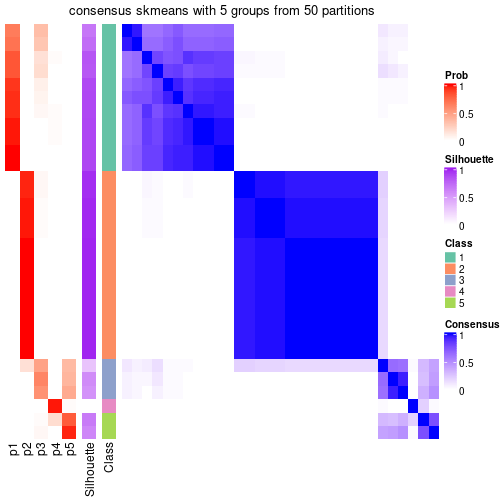 consensus skmeans with 5 groups from 50 partitions
Prob
1
0.5
0
Silhouette
1
0.5
0
Class
1
2
3
4
5
Consensus
1
0.5
0
p1
p2
p3
p4
p5
Silhouette
Class